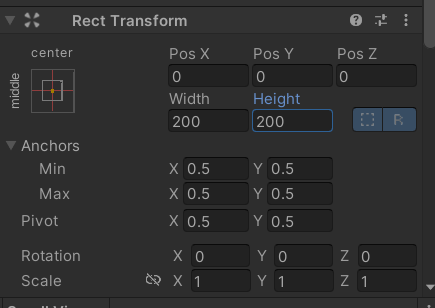 Rect Transform
center
middle
Pos X Pos Y Pos Z
0 0 0
Width Height
200 200 R
Anchors
Min X 0.5 Y 0.5
Max X 0.5 Y 0.5
Pivot X 0.5 Y 0.5
Rotation X 0 Y 0 Z 0
Scale X 1 Y 1 Z 1